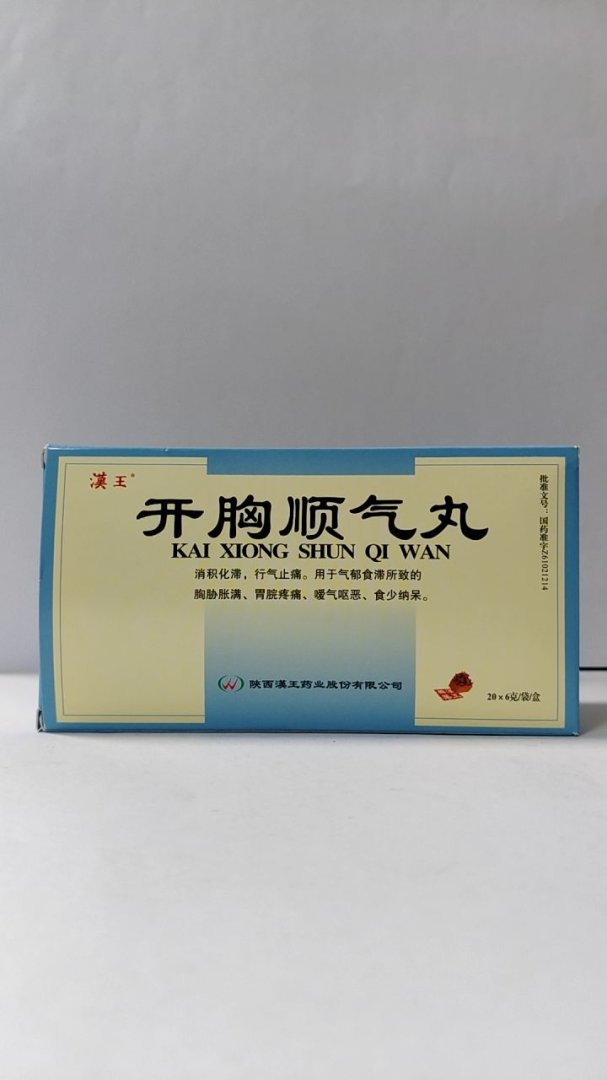 漢王®
开胸顺气丸
KAI XIONG SHUN QI WAN
消积化滞，行气止痛。用于气郁食滞所致的
胸胁胀满、胃脘疼痛、嗳气呕恶、食少纳呆。
批准文号：国药准字Z61021214
陕西漢王药业股份有限公司
20×6克/袋/盒